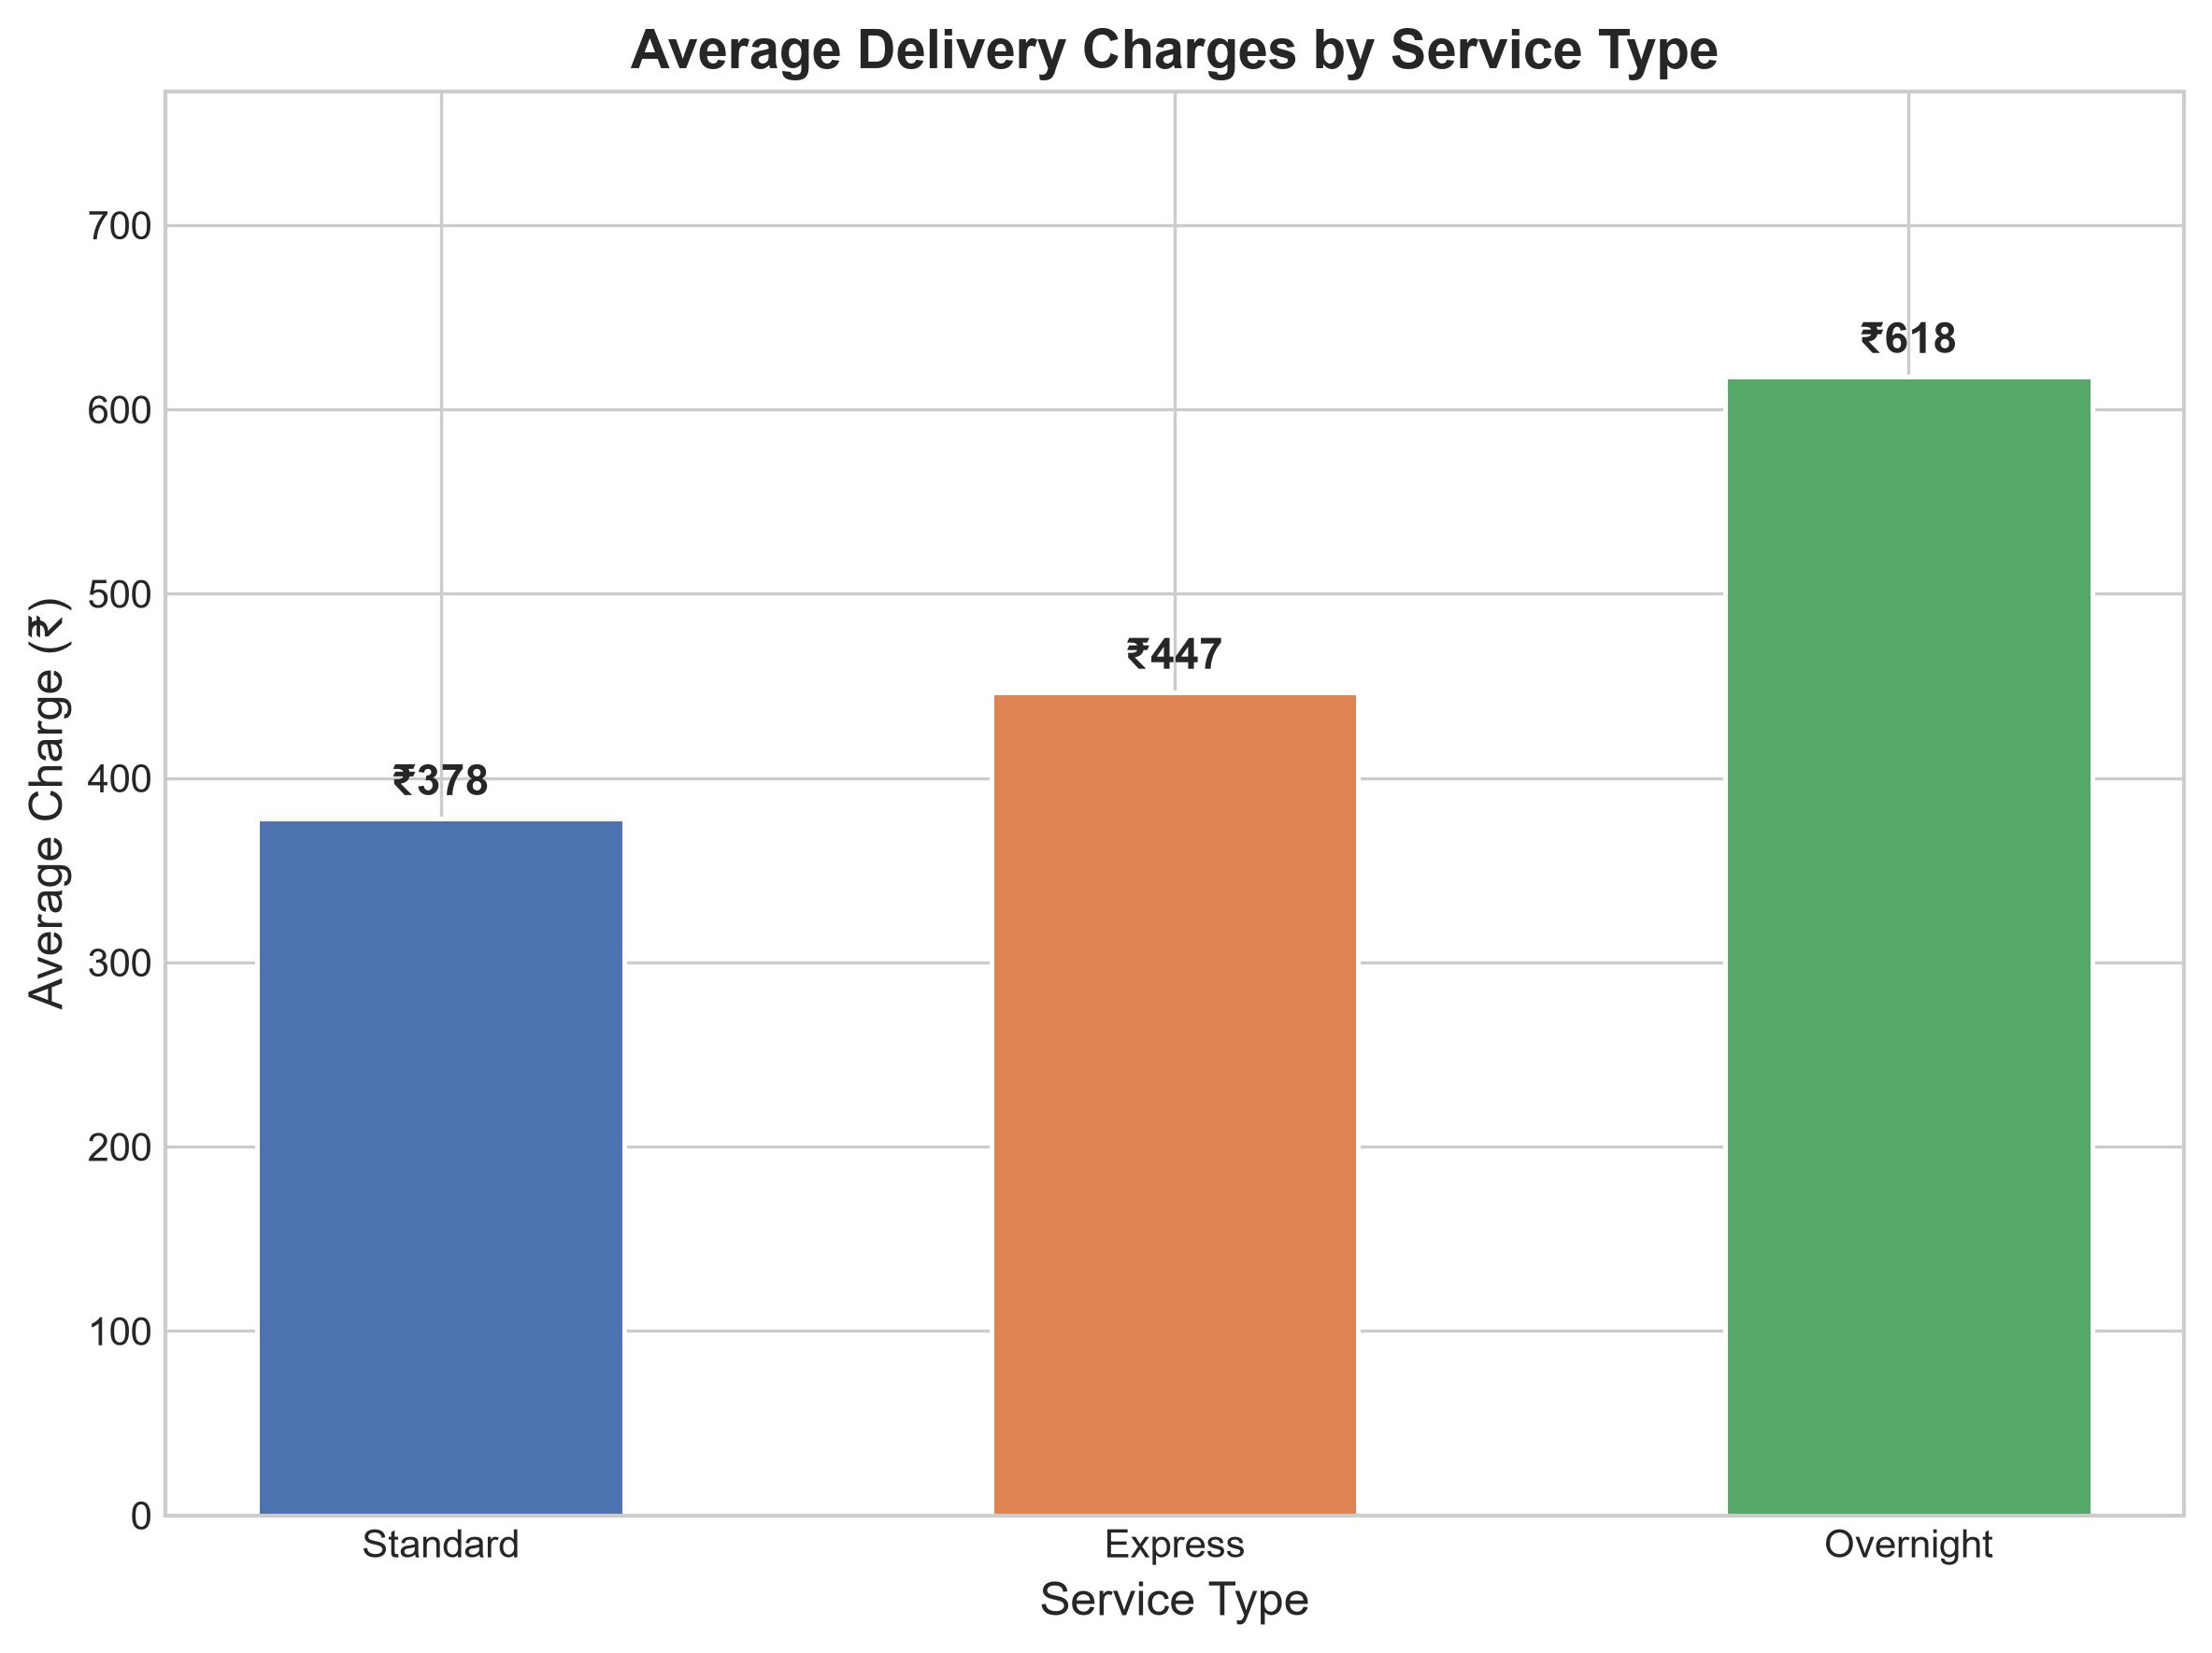 Average Delivery Charges by Service Type
Average Charge (₹)
700
600
500
400
300
200
100
0
₹378
₹447
₹618
Standard
Express
Overnight
Service Type